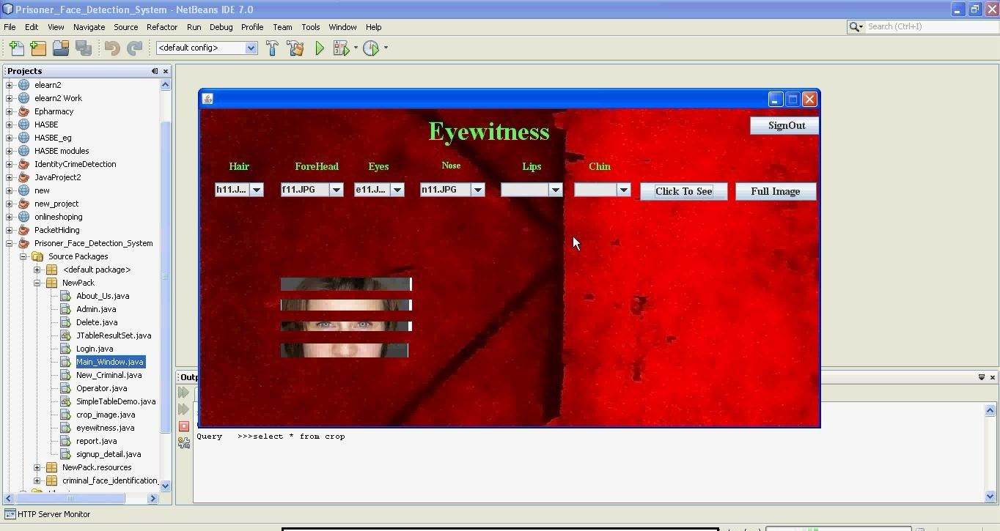 Prisoner_Face_Detection_System - NetBeans IDE 7.0
File Edit View Navigate Source Refactor Run Debug Profile Team Tools Window Help
Search (Ctrl+I)
<default config>
Projects
elearn2
elearn2 Work
Epharmacy
HASBE
HASBE_eg
HASBE modules
IdentityCrimeDetection
JavaProject2
new
new_project
onlineshoping
PacketHiding
Prisoner_Face_Detection_System
Source Packages
<default package>
NewPack
About_Us.java
Admin.java
Delete.java
JTableResultSet.java
Login.java
Main_Window.java
New_Criminal.java
Operator.java
SimpleTableDemo.java
crop_image.java
eyewitness.java
report.java
signup_detail.java
NewPack.resources
criminal_face_identification_
HTTP Server Monitor
Eyewitness
SignOut
Hair ForeHead Eyes Nose Lips Chin
h11.J... f11.JPG e11.J... n11.JPG Click To See Full Image
Outp
Query >>>select * from crop